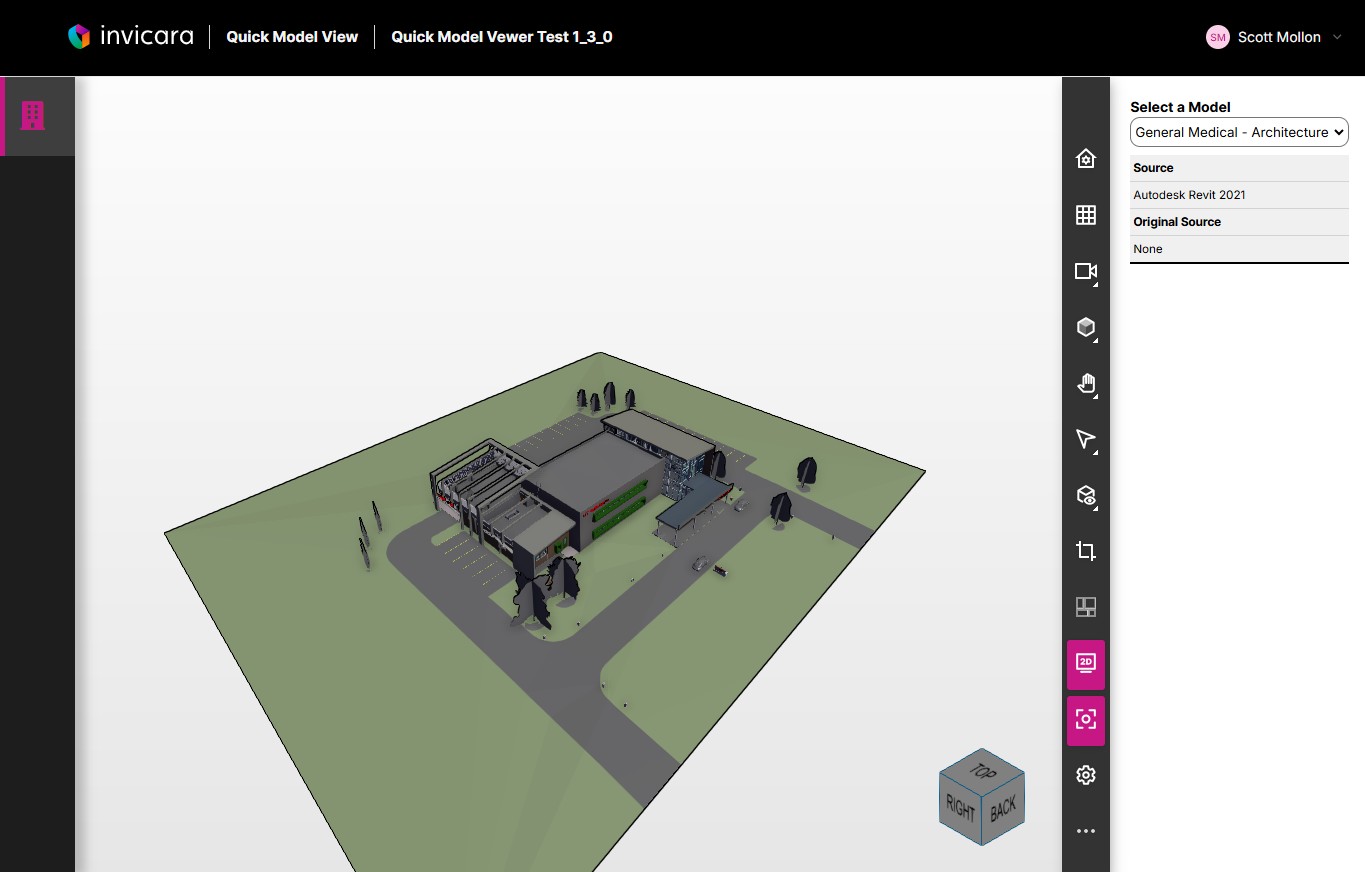 invicara
Quick Model View
Quick Model Vewer Test 1_3_0
SM
Scott Mollon
Select a Model
General Medical - Architecture
Source
Autodesk Revit 2021
Original Source
None
2D
TOP
RIGHT
BACK